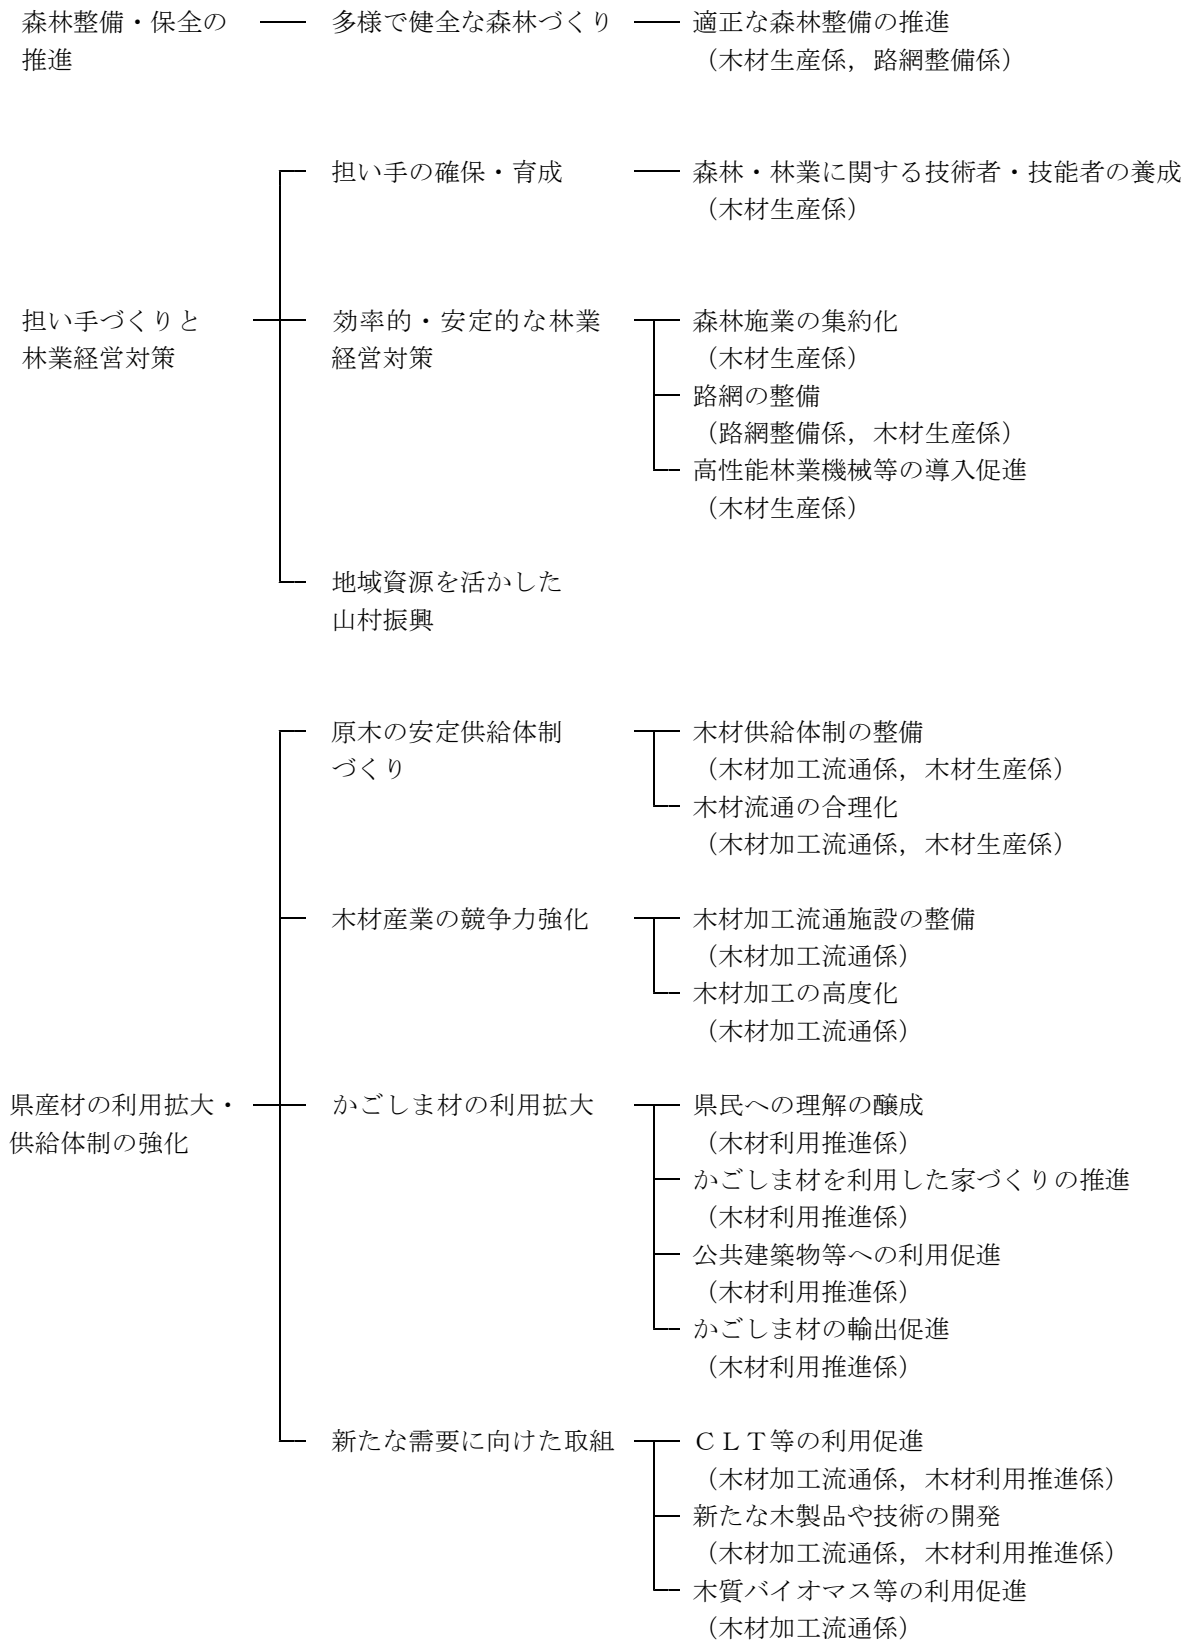 森林整備・保全の 多様で健全な森林づくり 適正な森林整備の推進
推進 （木材生産係，路網整備係）
担い手の確保・育成 森林・林業に関する技術者・技能者の養成
（木材生産係）
担い手づくりと 効率的・安定的な林業 森林施業の集約化
林業経営対策 経営対策 （木材生産係）
路網の整備
（路網整備係，木材生産係）
高性能林業機械等の導入促進
（木材生産係）
地域資源を活かした
山村振興
原木の安定供給体制 木材供給体制の整備
づくり （木材加工流通係，木材生産係）
木材流通の合理化
（木材加工流通係，木材生産係）
木材産業の競争力強化 木材加工流通施設の整備
（木材加工流通係）
木材加工の高度化
（木材加工流通係）
県産材の利用拡大・ かごしま材の利用拡大 県民への理解の醸成
供給体制の強化 （木材利用推進係）
かごしま材を利用した家づくりの推進
（木材利用推進係）
公共建築物等への利用促進
（木材利用推進係）
かごしま材の輸出促進
（木材利用推進係）
新たな需要に向けた取組 ＣＬＴ等の利用促進
（木材加工流通係，木材利用推進係）
新たな木製品や技術の開発
（木材加工流通係，木材利用推進係）
木質バイオマス等の利用促進
（木材加工流通係）